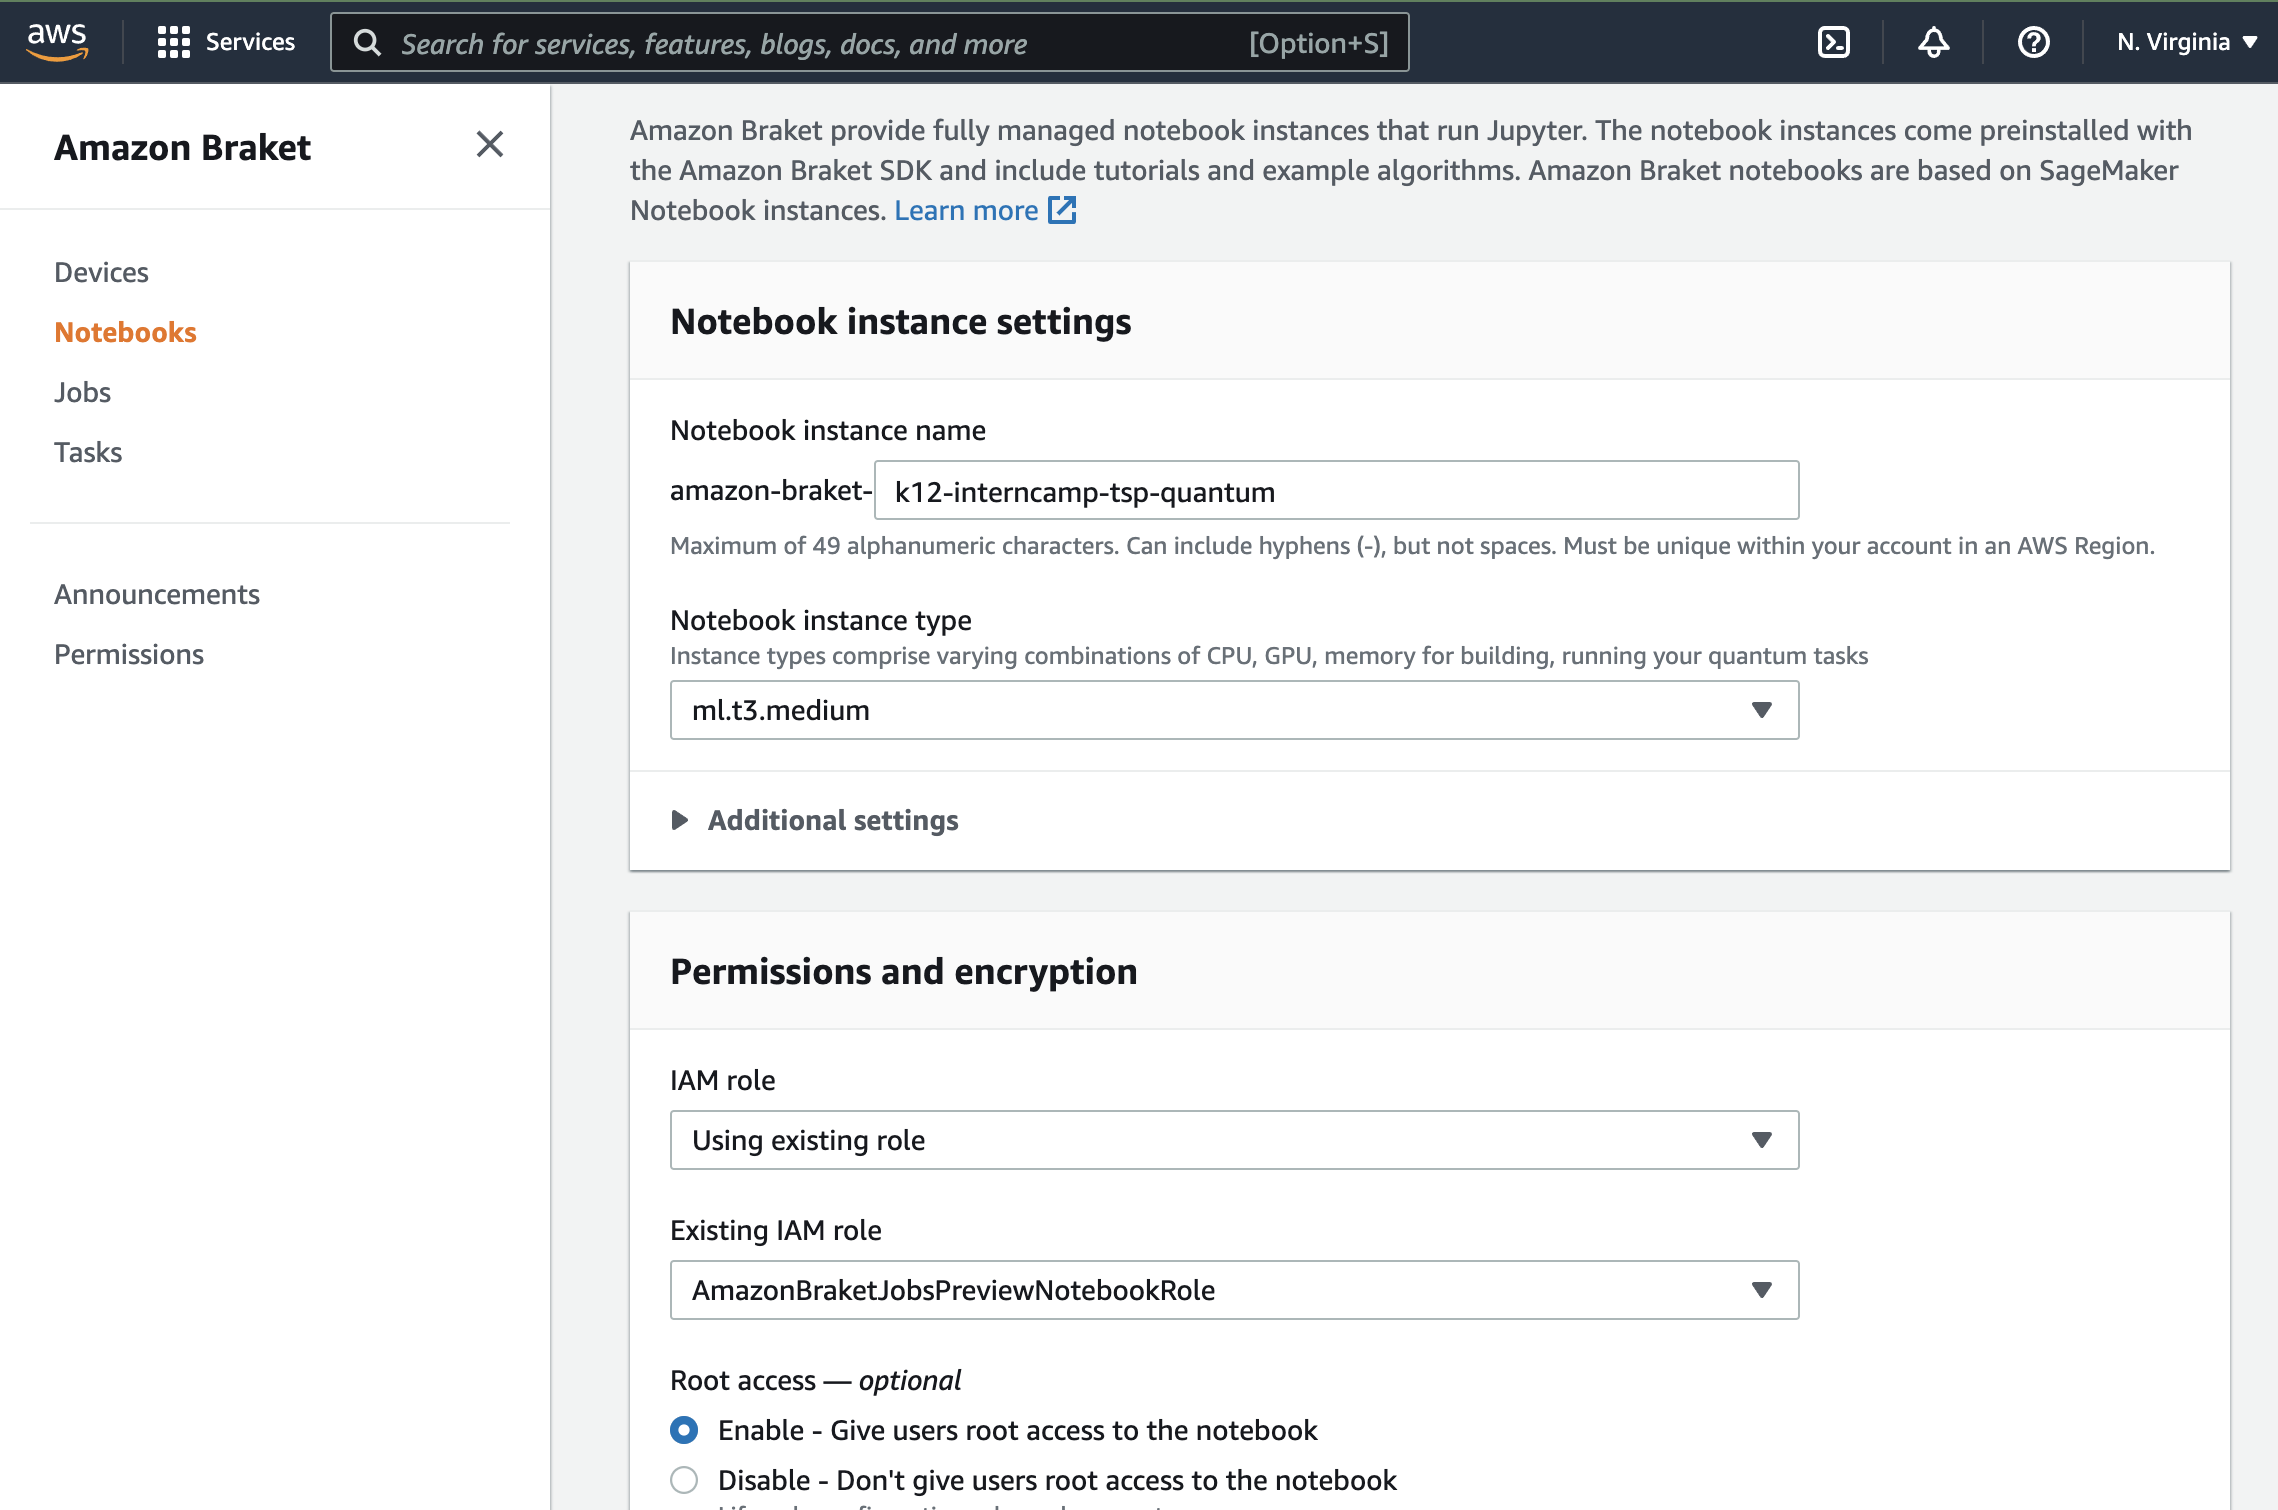 aws
Services
Search for services, features, blogs, docs, and more
[Option+S]
N. Virginia
Amazon Braket
Devices
Notebooks
Jobs
Tasks
Announcements
Permissions
Amazon Braket provide fully managed notebook instances that run Jupyter. The notebook instances come preinstalled with
the Amazon Braket SDK and include tutorials and example algorithms. Amazon Braket notebooks are based on SageMaker
Notebook instances. Learn more
Notebook instance settings
Notebook instance name
amazon-braket- k12-interncamp-tsp-quantum
Maximum of 49 alphanumeric characters. Can include hyphens (-), but not spaces. Must be unique within your account in an AWS Region.
Notebook instance type
Instance types comprise varying combinations of CPU, GPU, memory for building, running your quantum tasks
ml.t3.medium
Additional settings
Permissions and encryption
IAM role
Using existing role
Existing IAM role
AmazonBraketJobsPreviewNotebookRole
Root access — optional
Enable - Give users root access to the notebook
Disable - Don't give users root access to the notebook